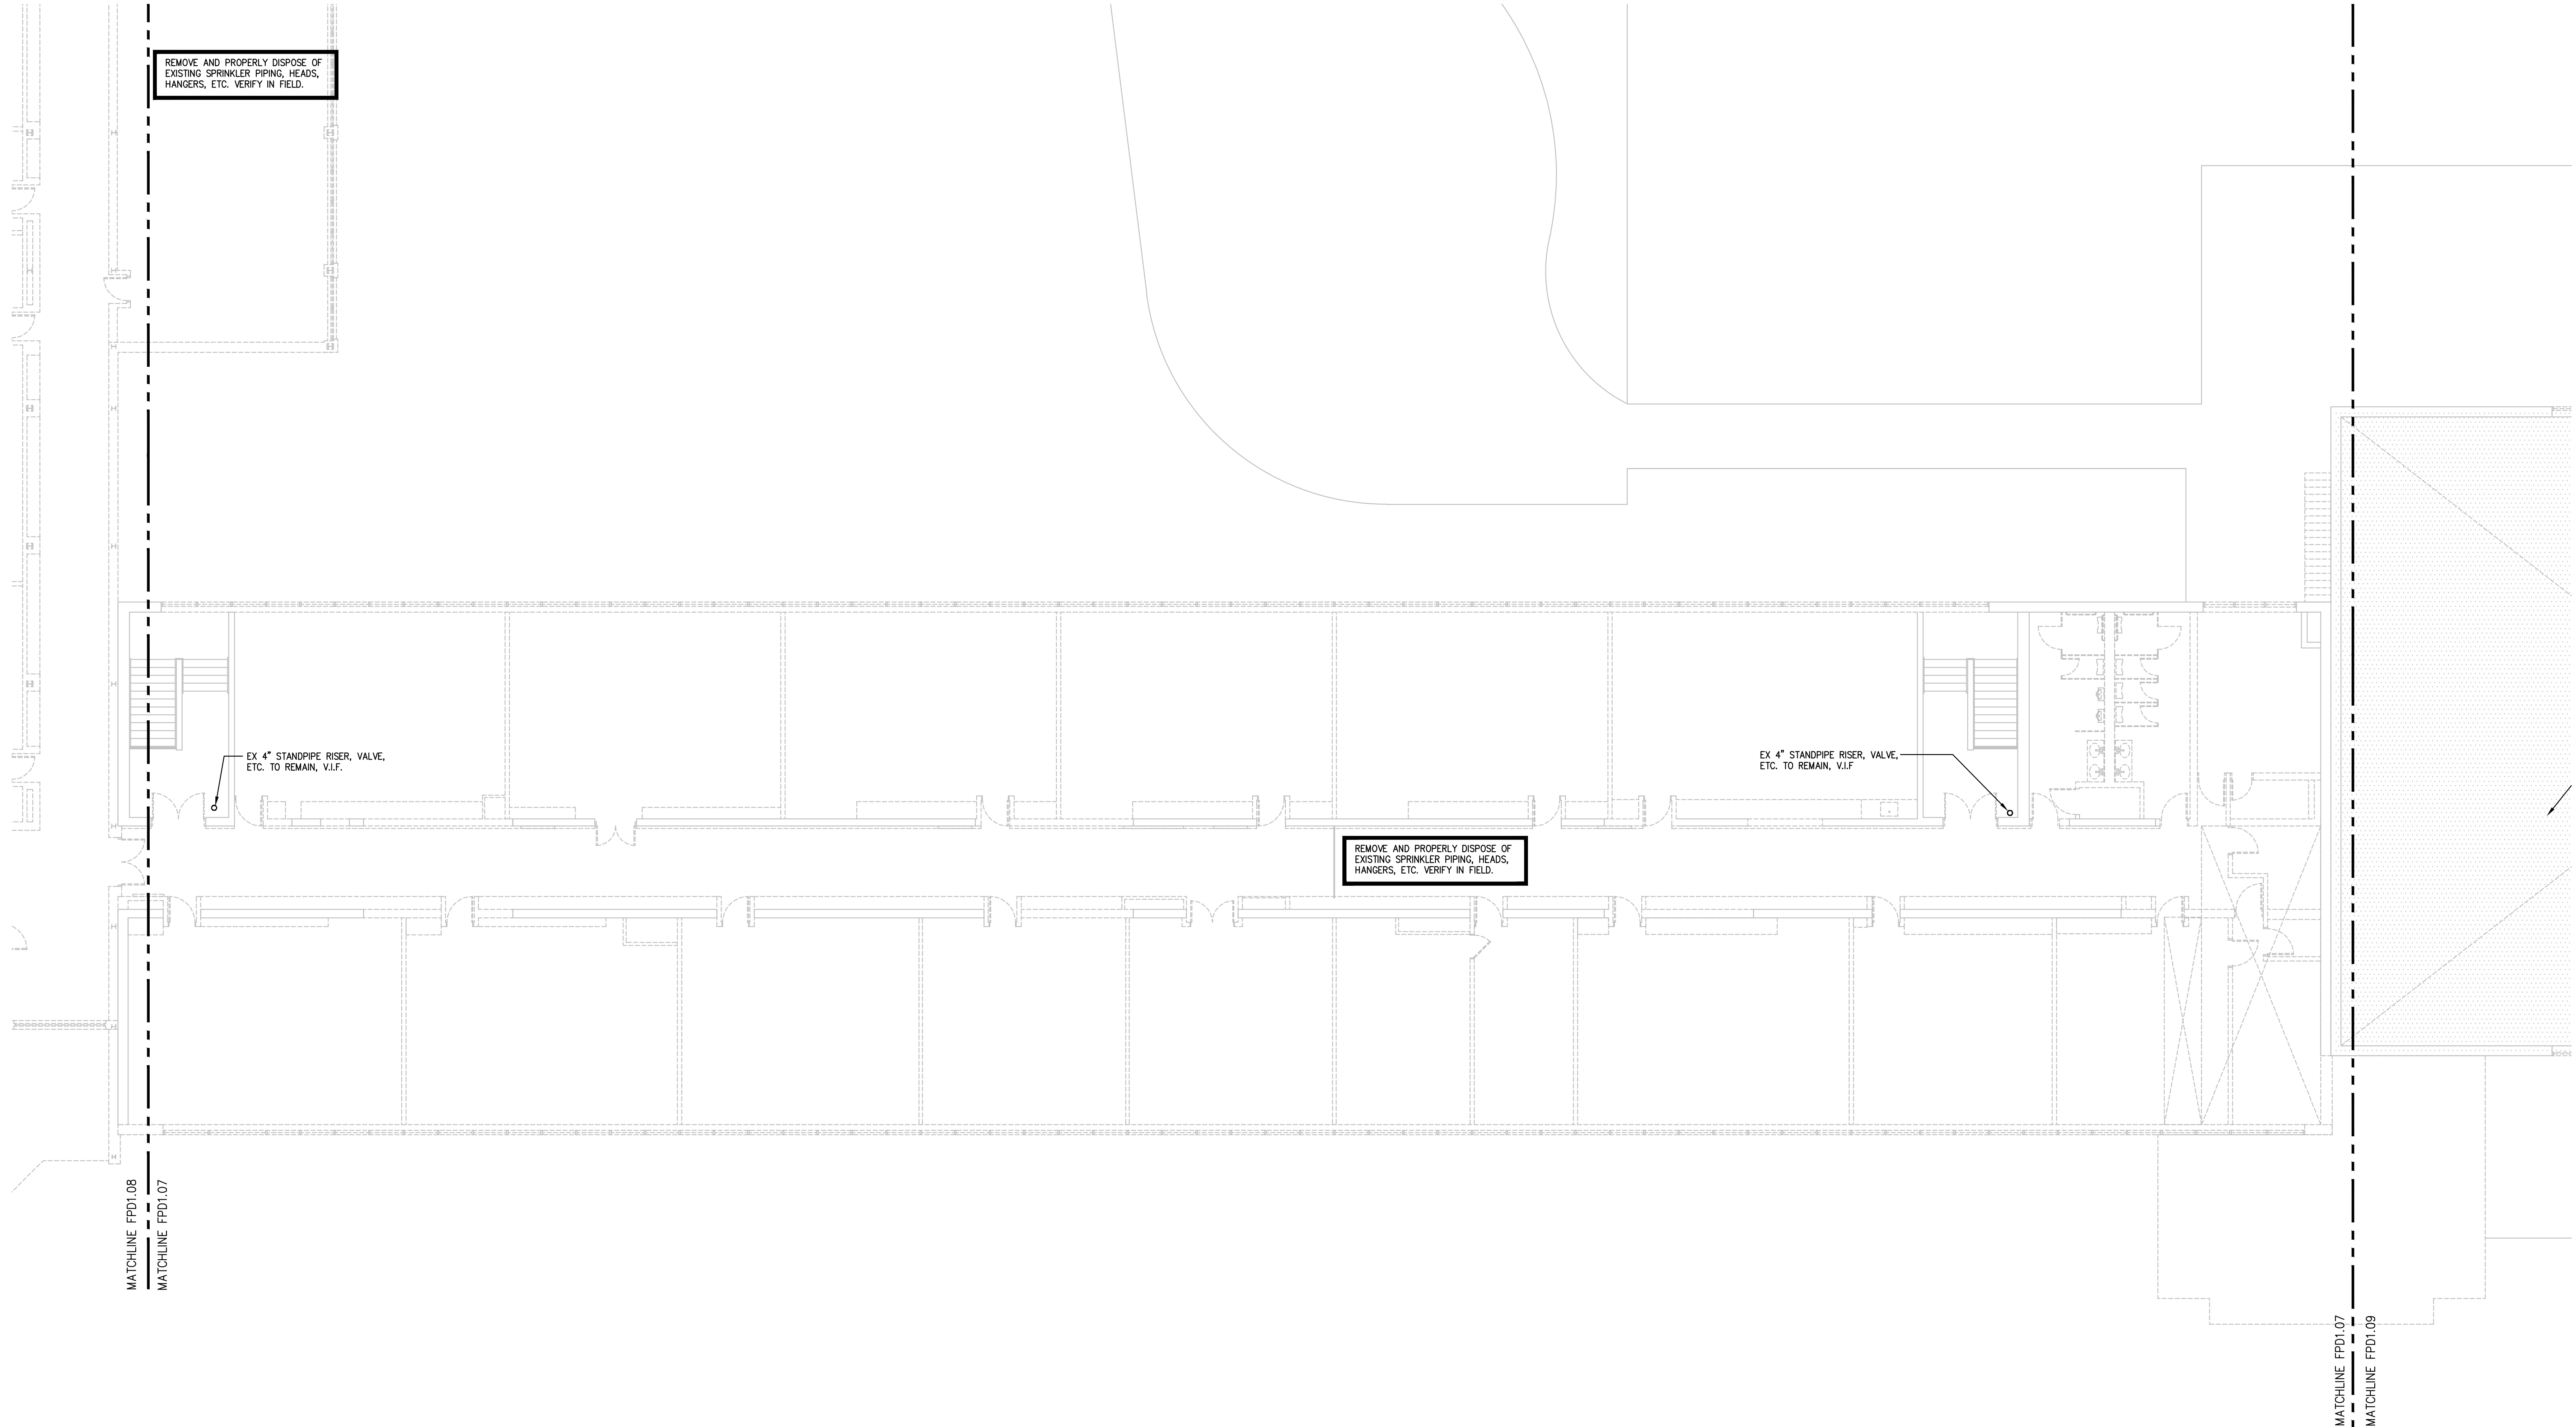 REMOVE AND PROPERLY DISPOSE OF
EXISTING SPRINKLER PIPING, HEADS,
HANGERS, ETC. VERIFY IN FIELD.
EX 4" STANDPIPE RISER, VALVE,
ETC. TO REMAIN, V.I.F.
EX 4" STANDPIPE RISER, VALVE,
ETC. TO REMAIN, V.I.F
REMOVE AND PROPERLY DISPOSE OF
EXISTING SPRINKLER PIPING, HEADS,
HANGERS, ETC. VERIFY IN FIELD.
MATCHLINE FPD1.08
MATCHLINE FPD1.07
MATCHLINE FPD1.07
MATCHLINE FPD1.09